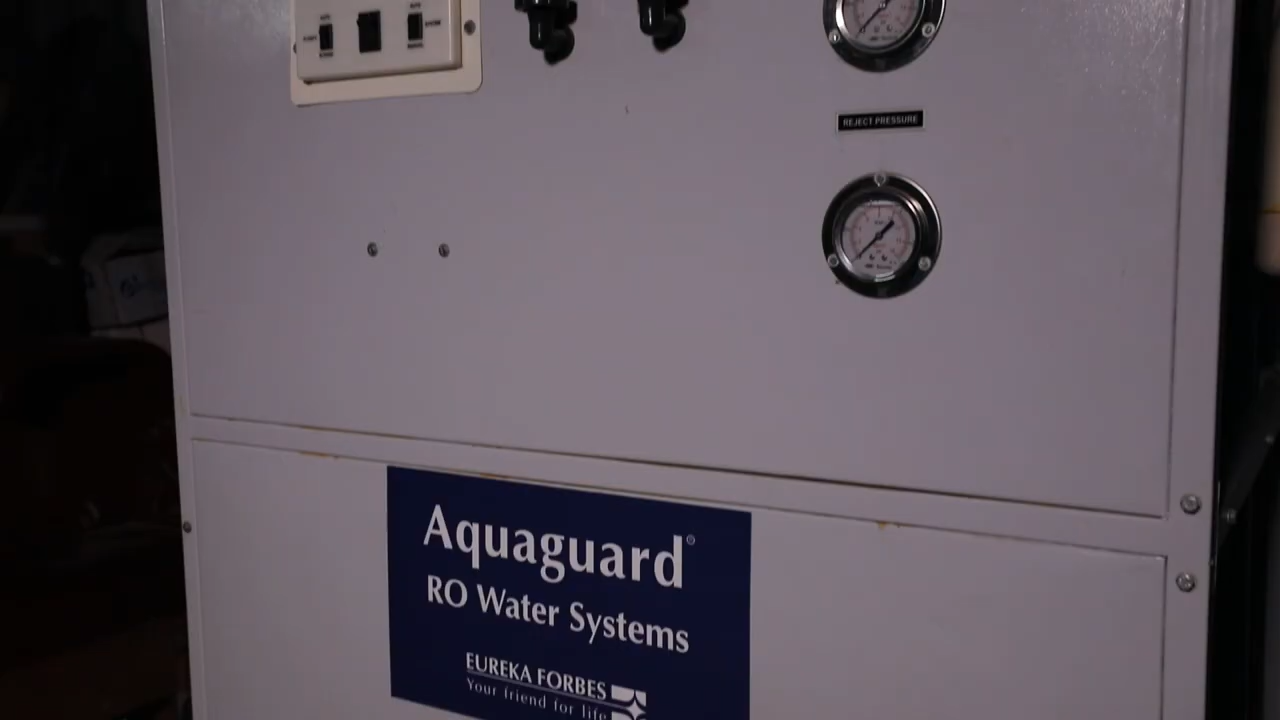 REJECT PRESSURE
Aquaguard®
RO Water Systems
EUREKA FORBES
Your friend for life